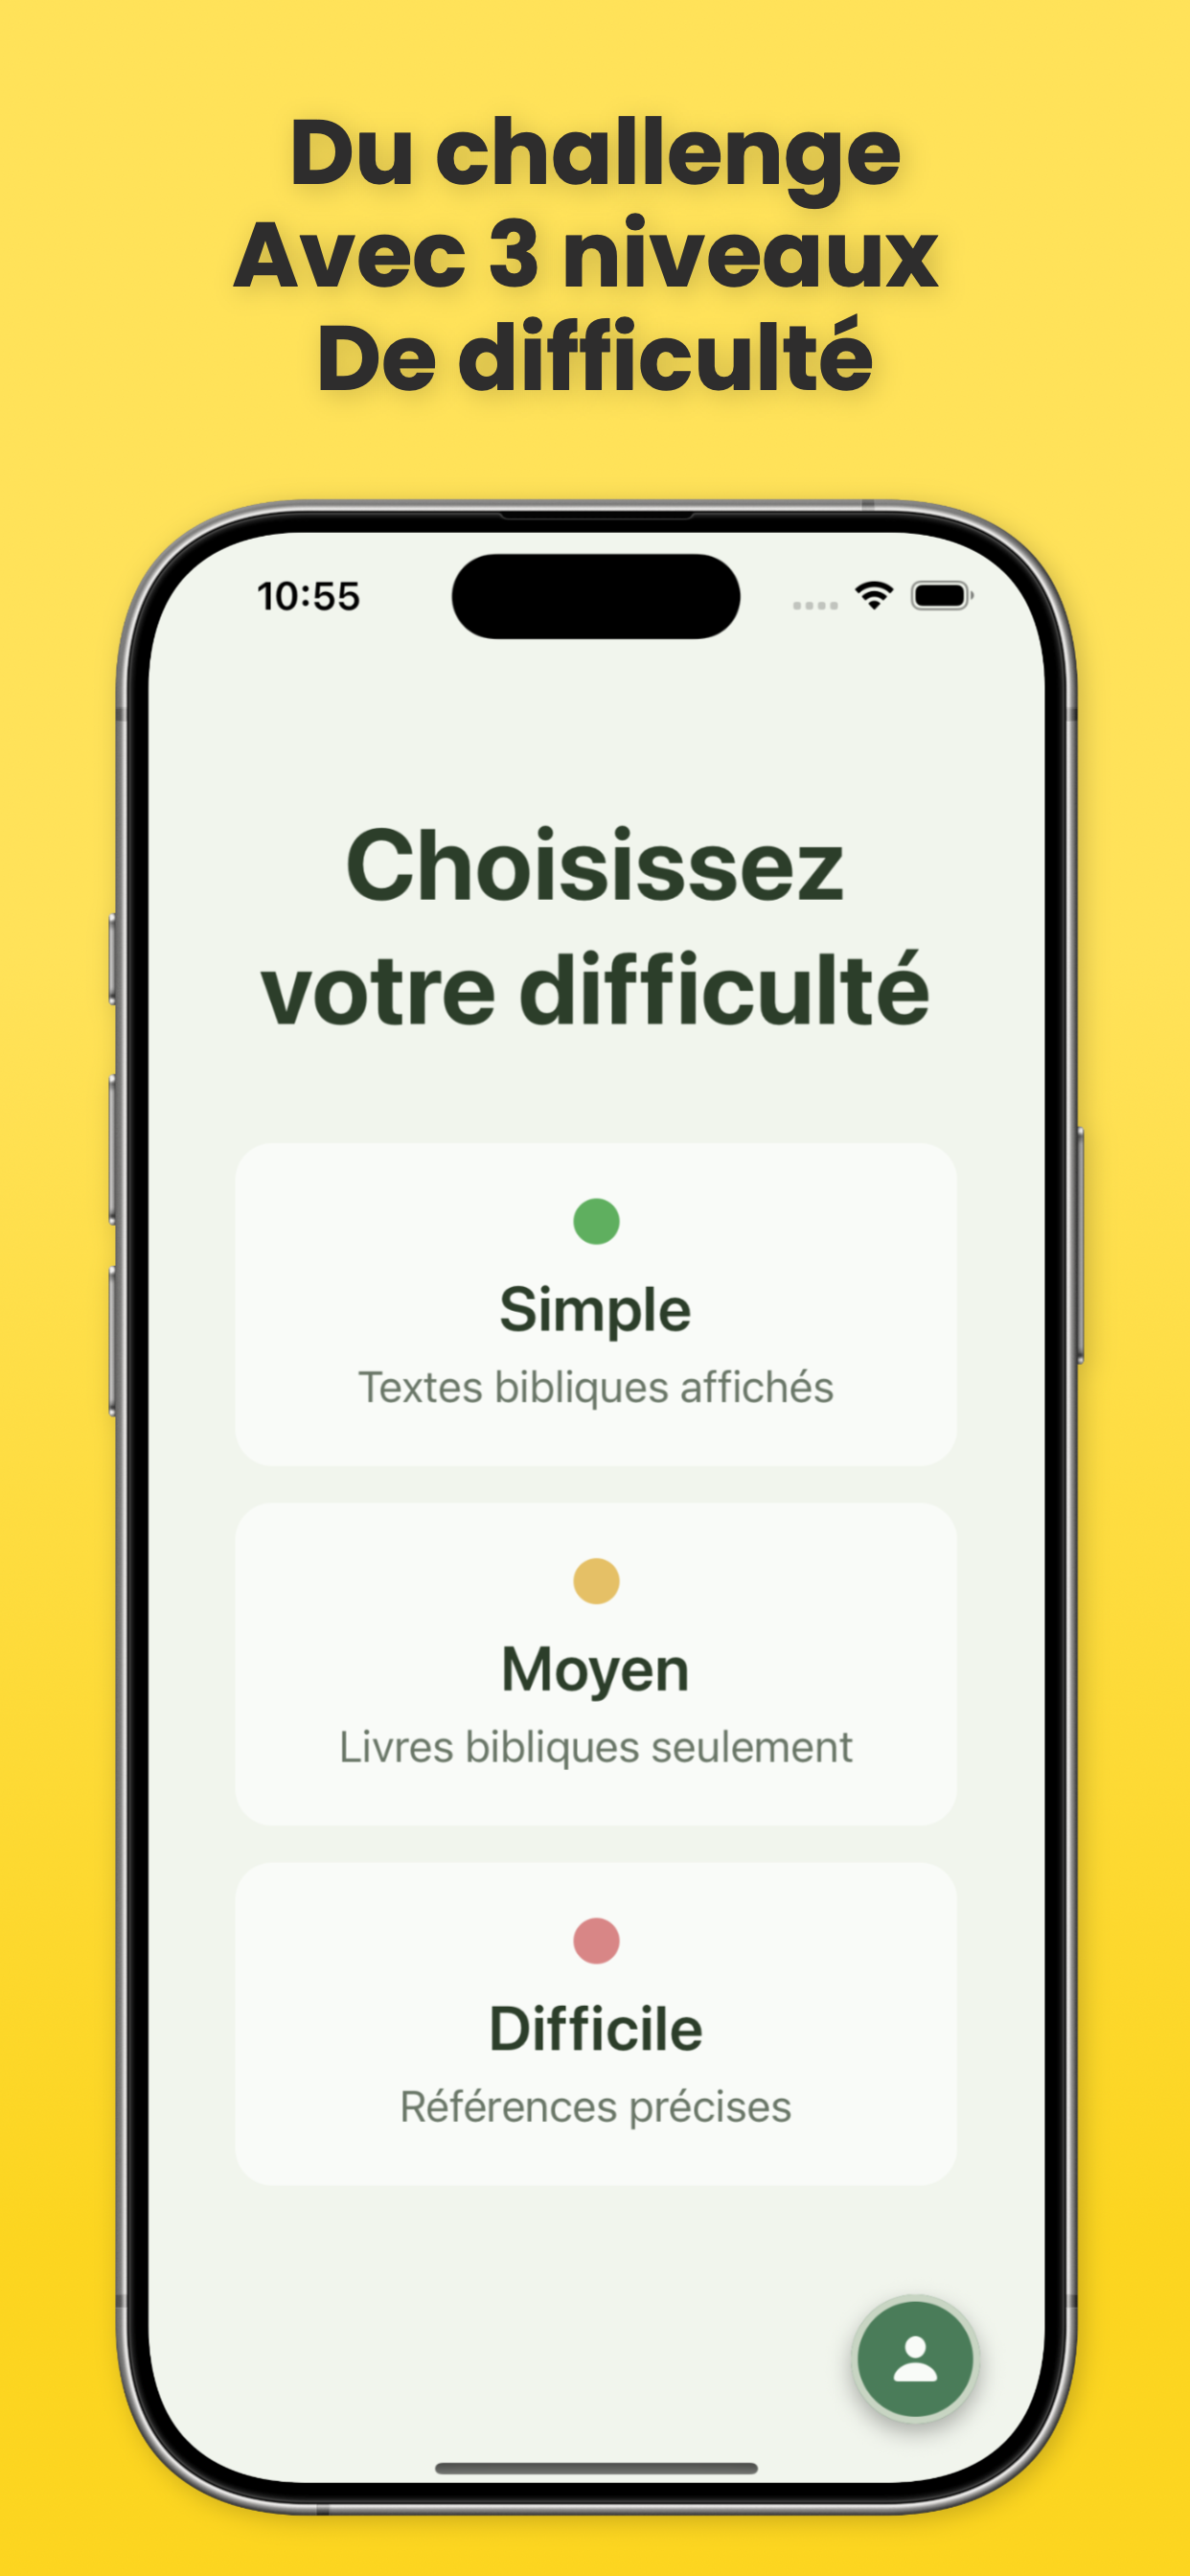 Du challenge
Avec 3 niveaux
De difficulté
10:55
Choisissez
votre difficulté
Simple
Textes bibliques affichés
Moyen
Livres bibliques seulement
Difficile
Références précises